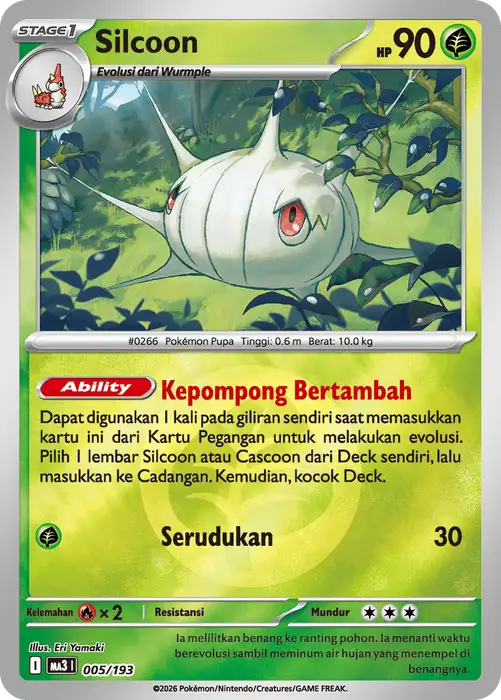 STAGE1
Silcoon
HP 90
Evolusi dari Wurmple
#0266 Pokémon Pupa Tinggi: 0.6 m Berat: 10.0 kg
Ability Kepompong Bertambah
Dapat digunakan 1 kali pada giliran sendiri saat memasukkan
kartu ini dari Kartu Pegangan untuk melakukan evolusi.
Pilih 1 lembar Silcoon atau Cascoon dari Deck sendiri, lalu
masukkan ke Cadangan. Kemudian, kocok Deck.
Serudukan 30
Kelemahan × 2 Resistansi Mundur
Illus. Eri Yamaki
Ia melilitkan benang ke ranting pohon. Ia menanti waktu
berevolusi sambil meminum air hujan yang menempel di
benangnya.
I MA3 I 005/193
©2026 Pokémon/Nintendo/Creatures/GAME FREAK.